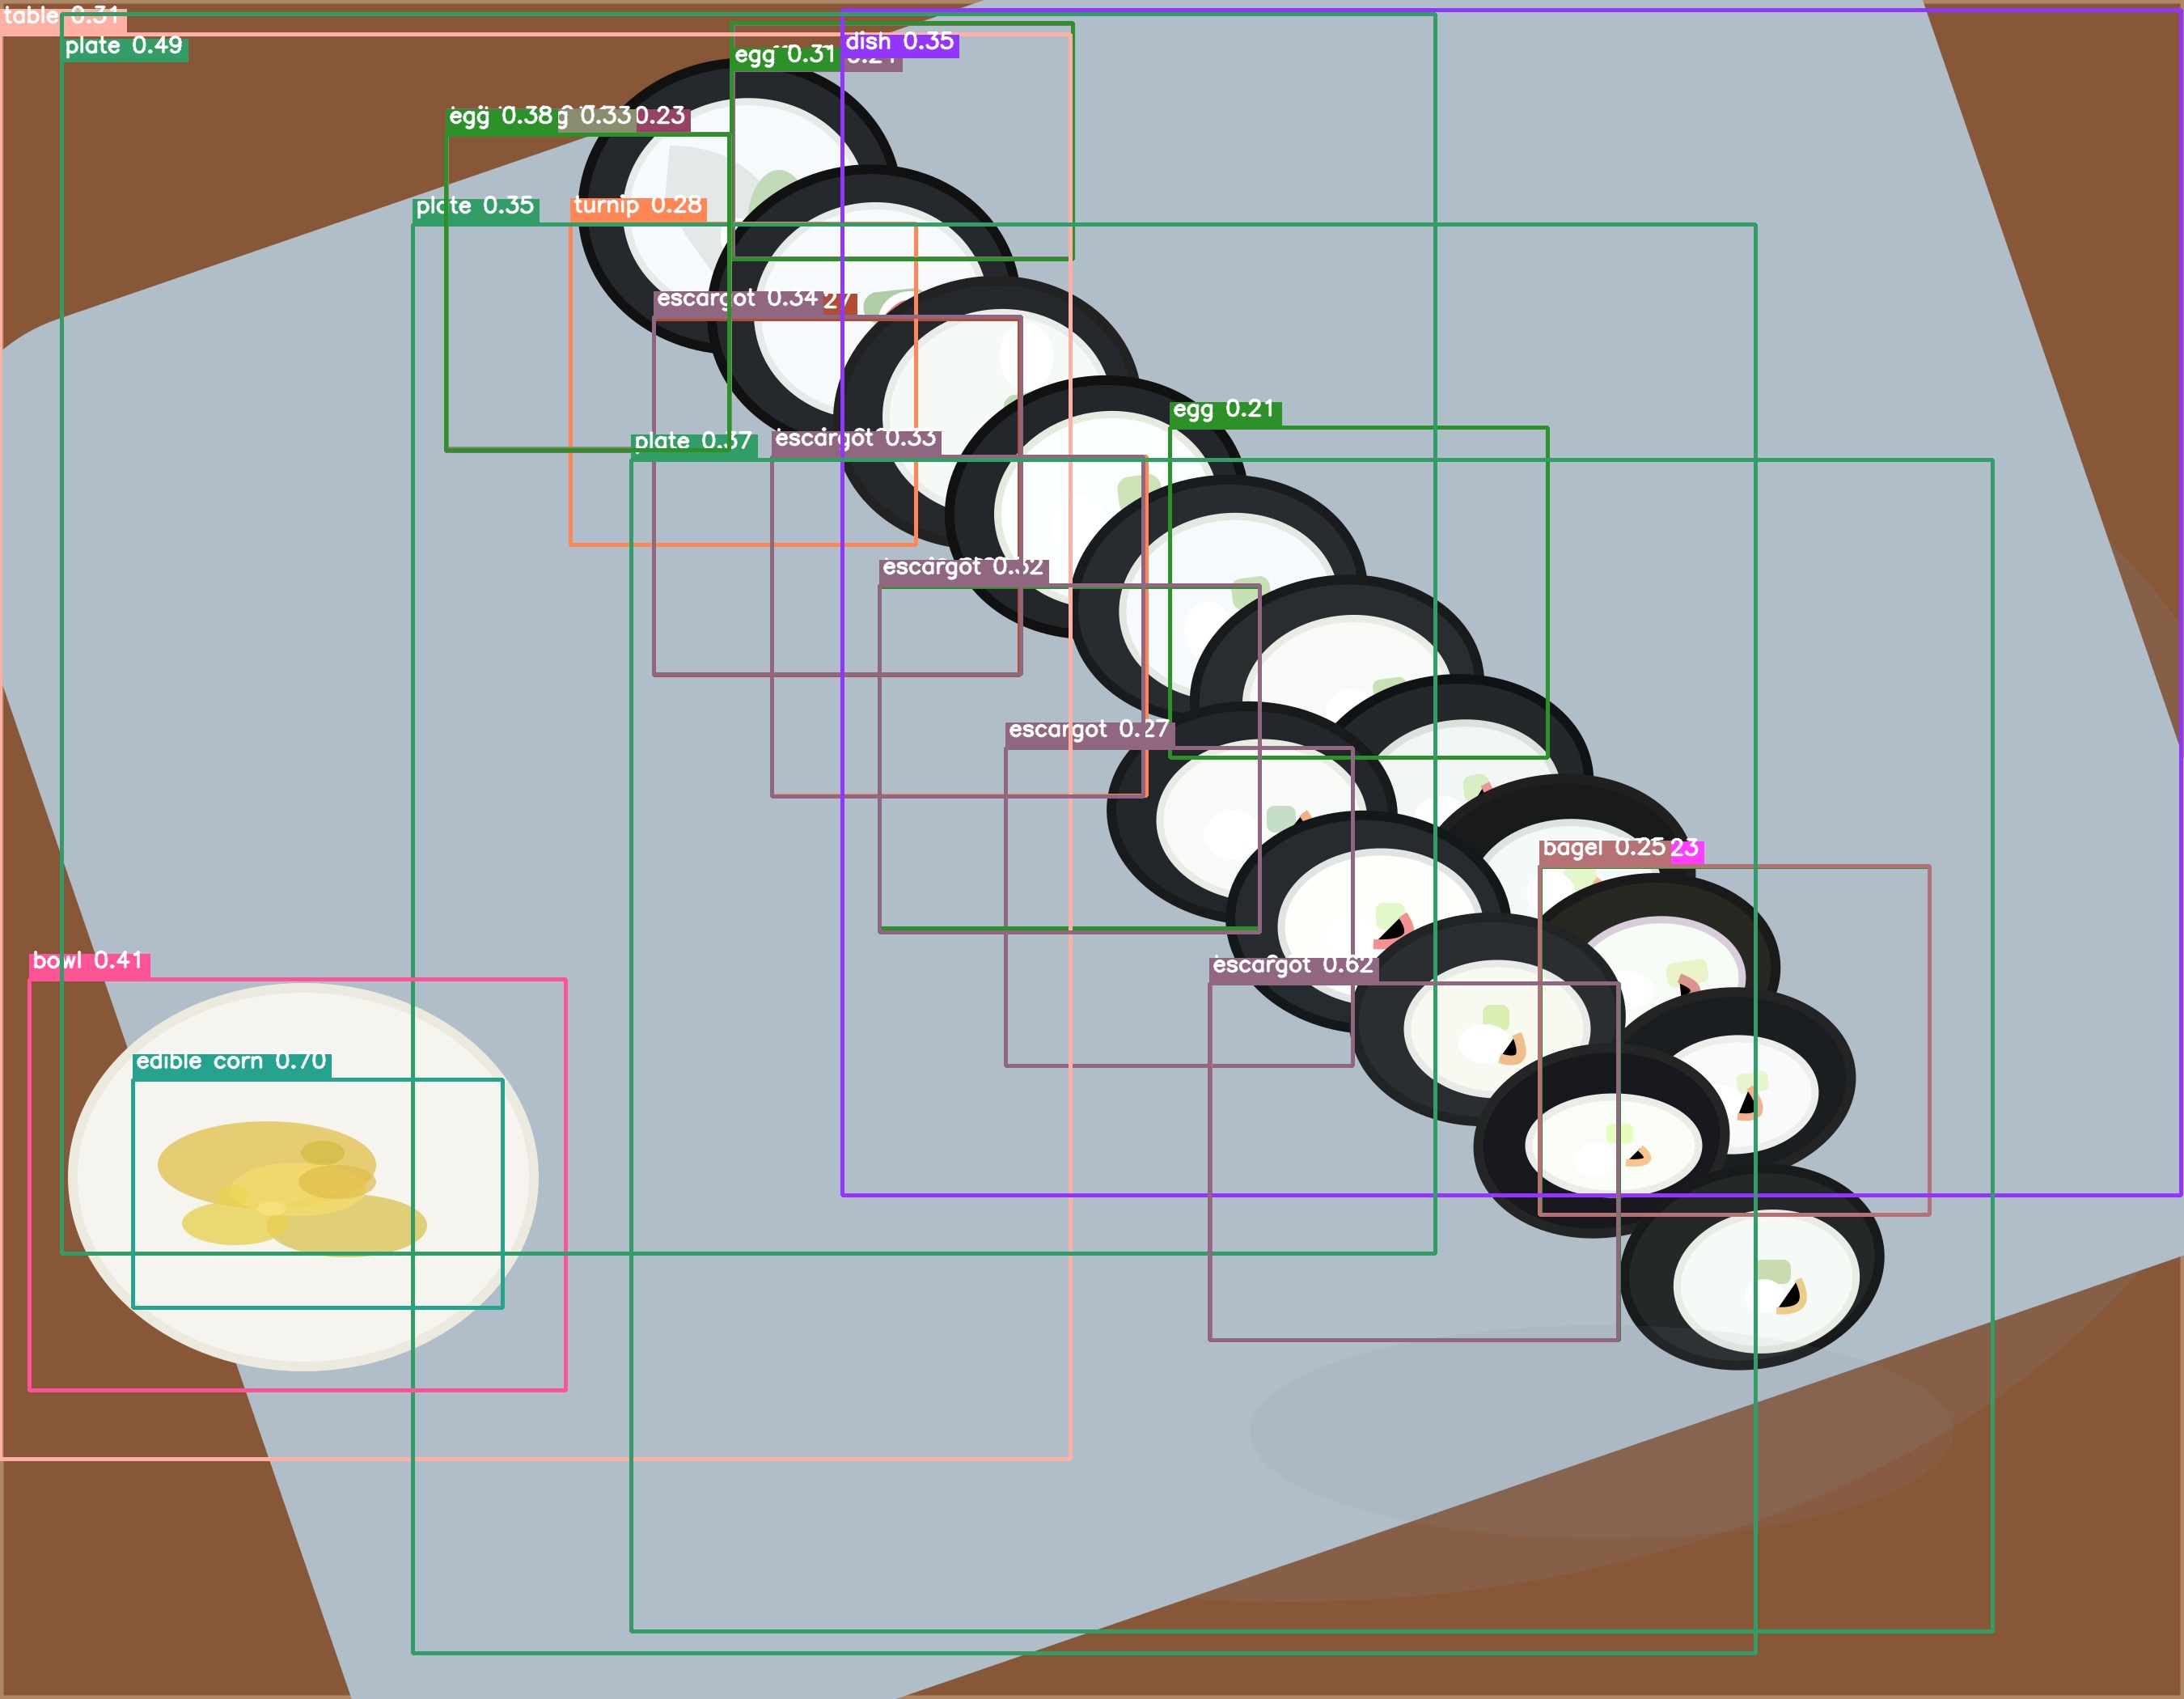 table 0.31
plate 0.49
dish 0.35
egg 0.31
egg 0.38
g 0.33
0.23
plate 0.35
turnip 0.28
escargot 0.34
27
egg 0.21
escargot 0.33
plate 0.37
escargot 0.32
escargot 0.27
bagel 0.25
23
bowl 0.41
escargot 0.62
edible corn 0.70